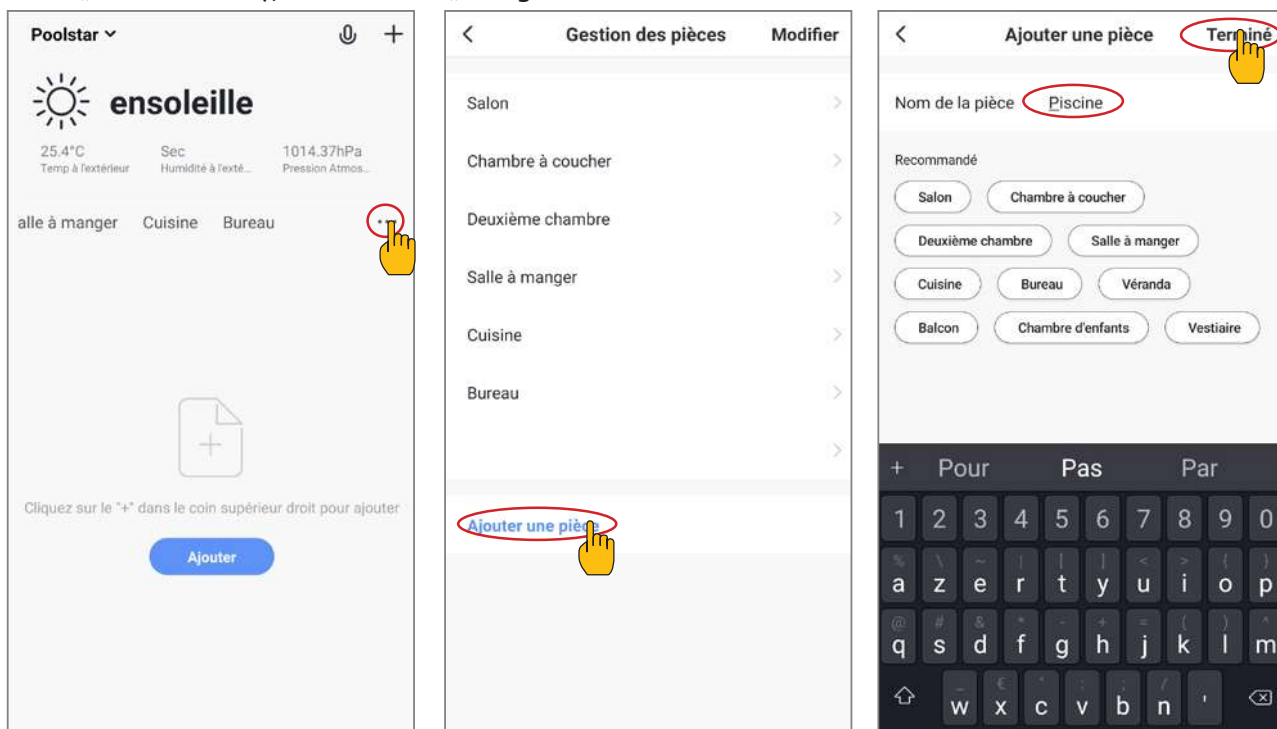 Poolstar
ensoleille
25.4°C Sec 1014.37hPa
Temp à l'extérieur Humidité à l'exté... Pression Atmos...
alle à manger Cuisine Bureau ...
Cliquez sur le "+" dans le coin supérieur droit pour ajouter
Ajouter
Gestion des pièces Modifier
Salon
Chambre à coucher
Deuxième chambre
Salle à manger
Cuisine
Bureau
Ajouter une pièce
Ajouter une pièce Terminé
Nom de la pièce Piscine
Recommandé
Salon Chambre à coucher
Deuxième chambre Salle à manger
Cuisine Bureau Véranda
Balcon Chambre d'enfants Vestiaire
+ Pour Pas Par
1 2 3 4 5 6 7 8 9 0
a z e r t y u i o p
q s d f g h j k l m
w x c v b n '